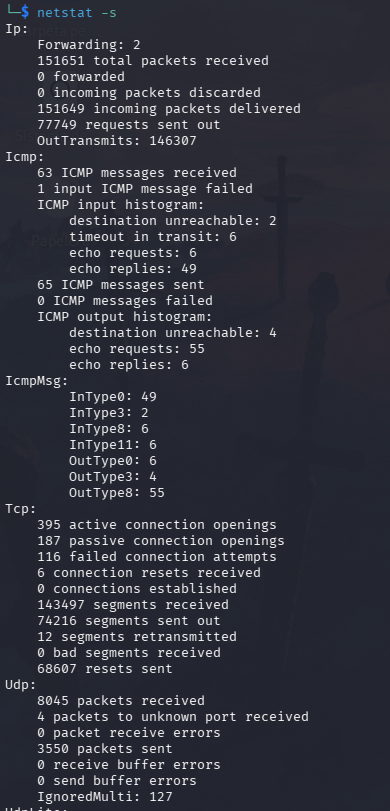 └─$ netstat -s
Ip:
    Forwarding: 2
    151651 total packets received
    0 forwarded
    0 incoming packets discarded
    151649 incoming packets delivered
    77749 requests sent out
    OutTransmits: 146307
Icmp:
    63 ICMP messages received
    1 input ICMP message failed
    ICMP input histogram:
        destination unreachable: 2
        timeout in transit: 6
        echo requests: 6
        echo replies: 49
    65 ICMP messages sent
    0 ICMP messages failed
    ICMP output histogram:
        destination unreachable: 4
        echo requests: 55
        echo replies: 6
IcmpMsg:
        InType0: 49
        InType3: 2
        InType8: 6
        InType11: 6
        OutType0: 6
        OutType3: 4
        OutType8: 55
Tcp:
    395 active connection openings
    187 passive connection openings
    116 failed connection attempts
    6 connection resets received
    0 connections established
    143497 segments received
    74216 segments sent out
    12 segments retransmitted
    0 bad segments received
    68607 resets sent
Udp:
    8045 packets received
    4 packets to unknown port received
    0 packet receive errors
    3550 packets sent
    0 receive buffer errors
    0 send buffer errors
    IgnoredMulti: 127